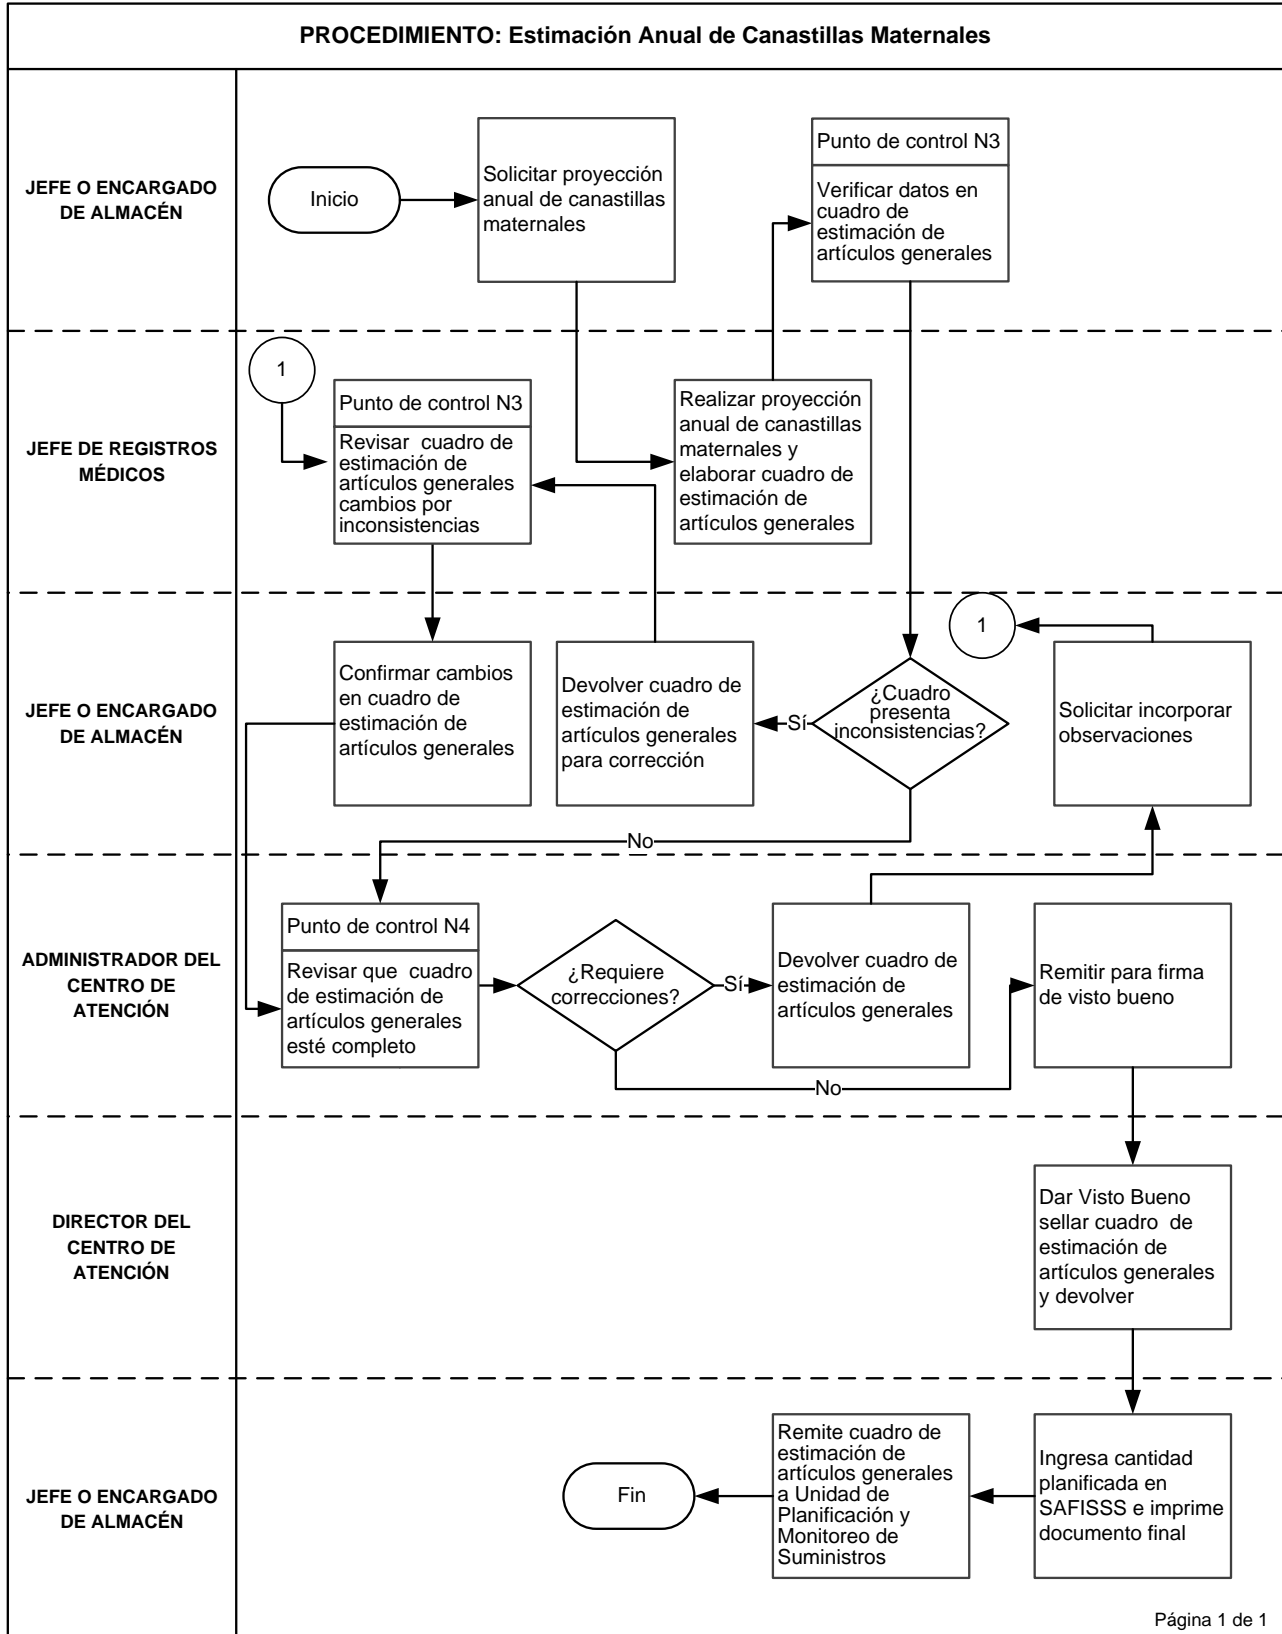 PROCEDIMIENTO: Estimación Anual de Canastillas Maternales
JEFE O ENCARGADO
DE ALMACÉN
Inicio
Solicitar proyección
anual de canastillas
maternales
Punto de control N3
Verificar datos en
cuadro de
estimación de
artículos generales
JEFE DE REGISTROS
MÉDICOS
1
Punto de control N3
Revisar cuadro de
estimación de
artículos generales
cambios por
inconsistencias
Realizar proyección
anual de canastillas
maternales y
elaborar cuadro de
estimación de
artículos generales
JEFE O ENCARGADO
DE ALMACÉN
Confirmar cambios
en cuadro de
estimación de
artículos generales
Devolver cuadro de
estimación de
artículos generales
para corrección
Sí
¿Cuadro
presenta
inconsistencias?
1
Solicitar incorporar
observaciones
No
ADMINISTRADOR DEL
CENTRO DE
ATENCIÓN
Punto de control N4
Revisar que cuadro
de estimación de
artículos generales
esté completo
¿Requiere
correcciones?
Sí
Devolver cuadro de
estimación de
artículos generales
Remitir para firma
de visto bueno
No
DIRECTOR DEL
CENTRO DE
ATENCIÓN
Dar Visto Bueno
sellar cuadro de
estimación de
artículos generales
y devolver
JEFE O ENCARGADO
DE ALMACÉN
Fin
Remite cuadro de
estimación de
artículos generales
a Unidad de
Planificación y
Monitoreo de
Suministros
Ingresa cantidad
planificada en
SAFISSS e imprime
documento final
Página 1 de 1